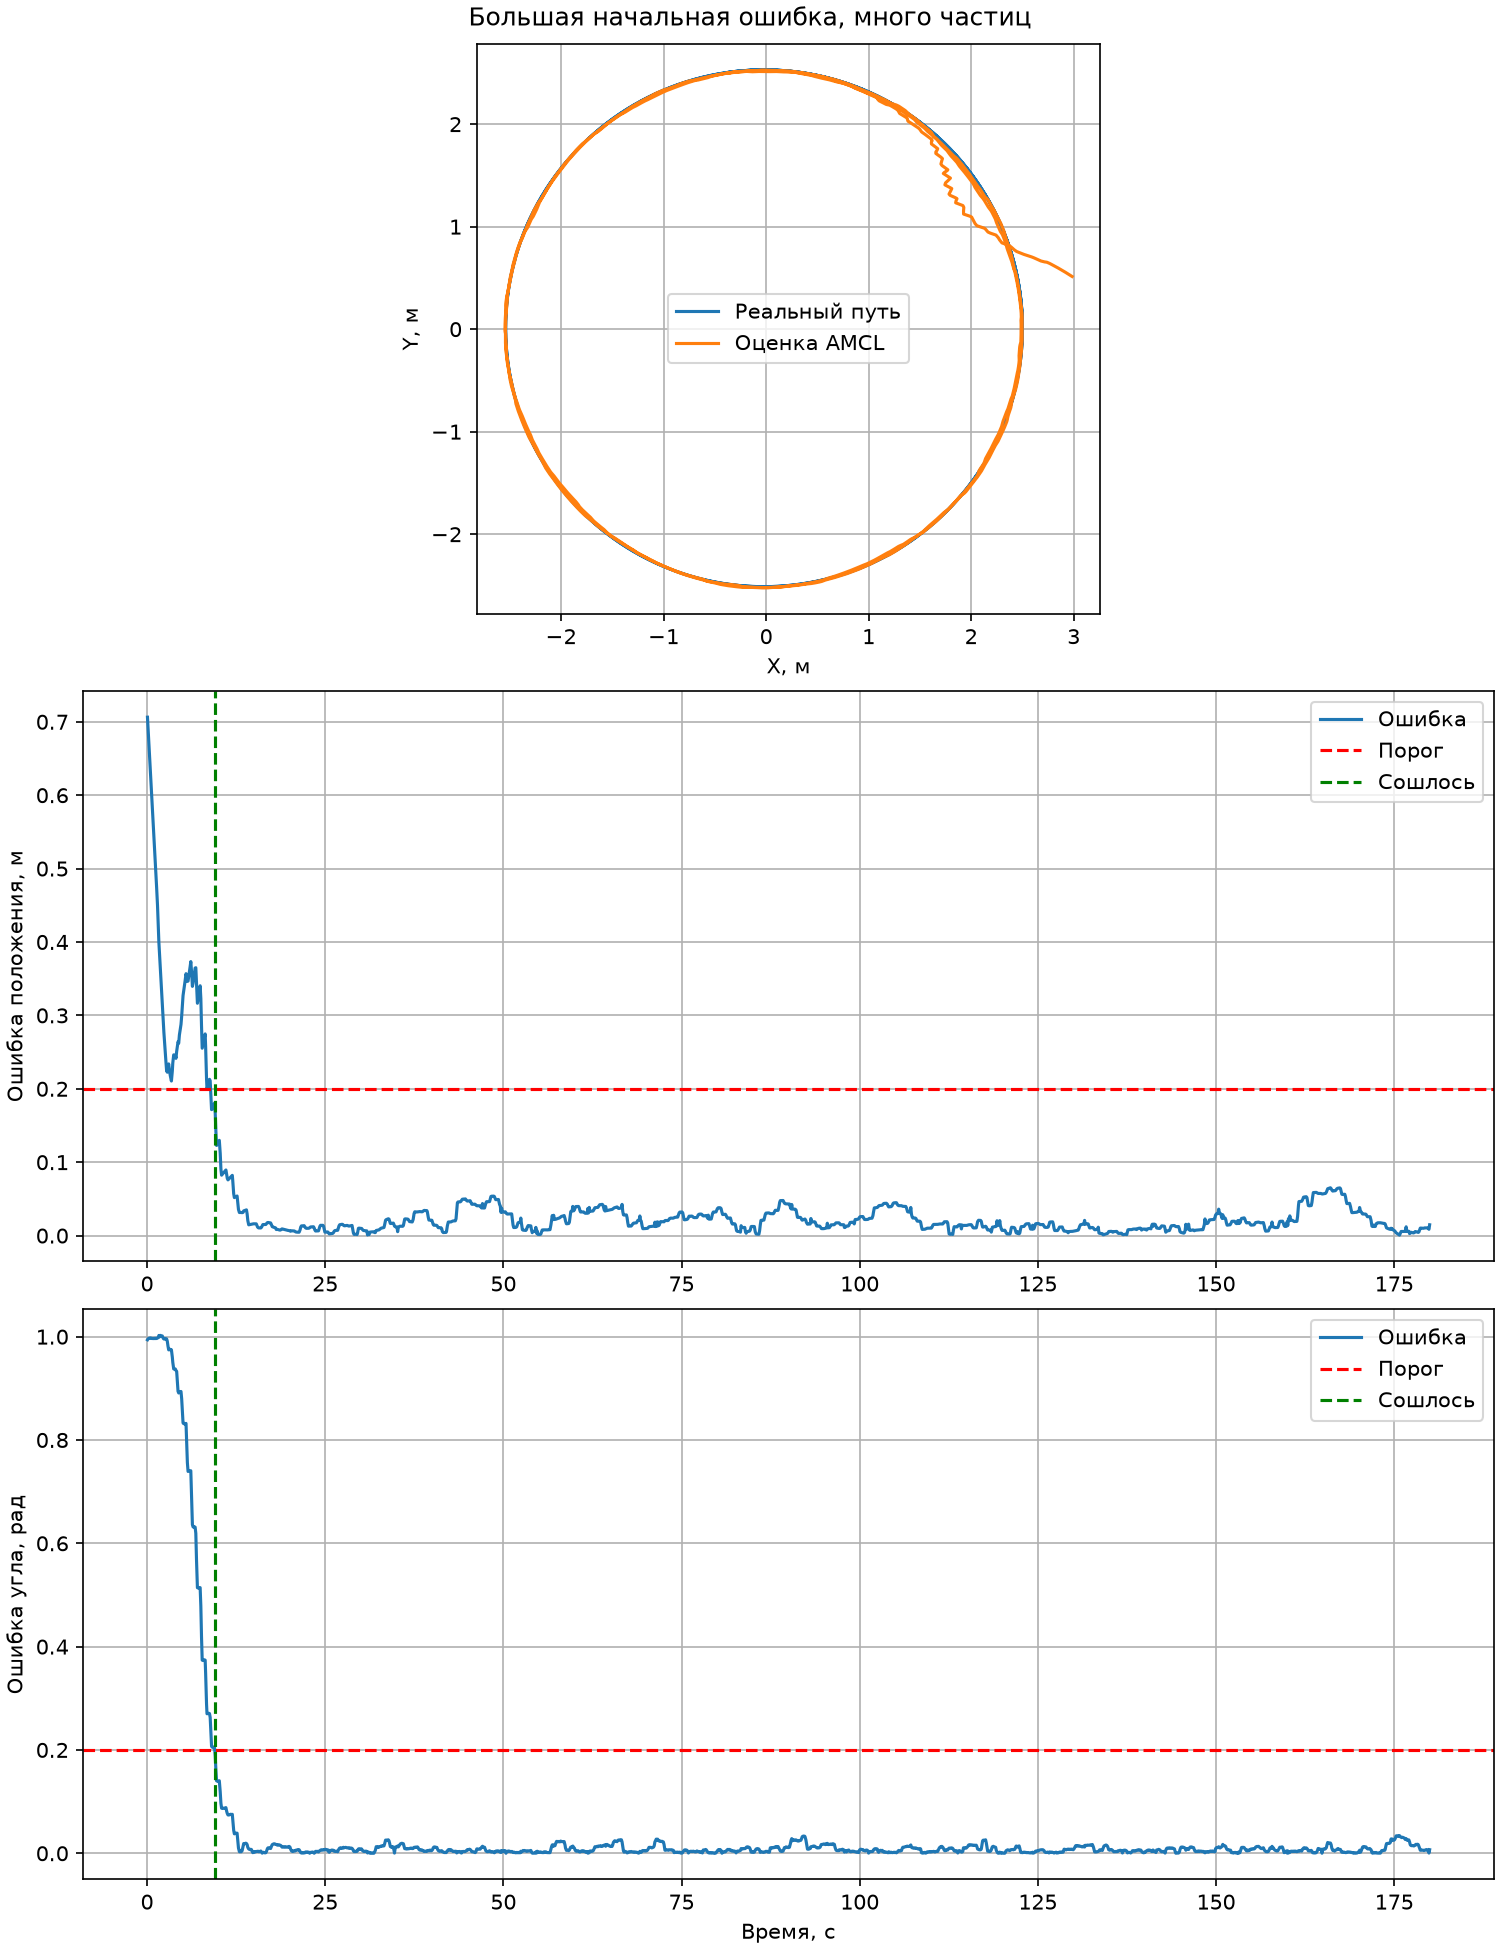 Большая начальная ошибка, много частиц
2
1
0
−1
−2
Y, м
Реальный путь
Оценка AMCL
−2 −1 0 1 2 3
X, м
0.7
0.6
0.5
0.4
0.3
0.2
0.1
0.0
Ошибка положения, м
Ошибка
Порог
Сошлось
0 25 50 75 100 125 150 175
1.0
0.8
0.6
0.4
0.2
0.0
Ошибка угла, рад
Ошибка
Порог
Сошлось
0 25 50 75 100 125 150 175
Время, с